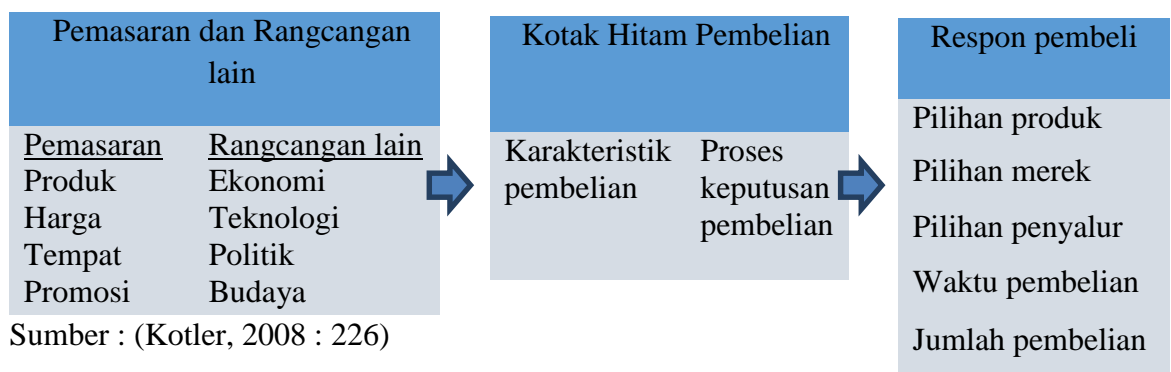 Pemasaran dan Rangcangan
lain
Pemasaran Rangcangan lain
Produk Ekonomi
Harga Teknologi
Tempat Politik
Promosi Budaya
Kotak Hitam Pembelian
Karakteristik Proses
pembelian keputusan
pembelian
Respon pembeli
Pilihan produk
Pilihan merek
Pilihan penyalur
Waktu pembelian
Jumlah pembelian
Sumber : (Kotler, 2008 : 226)